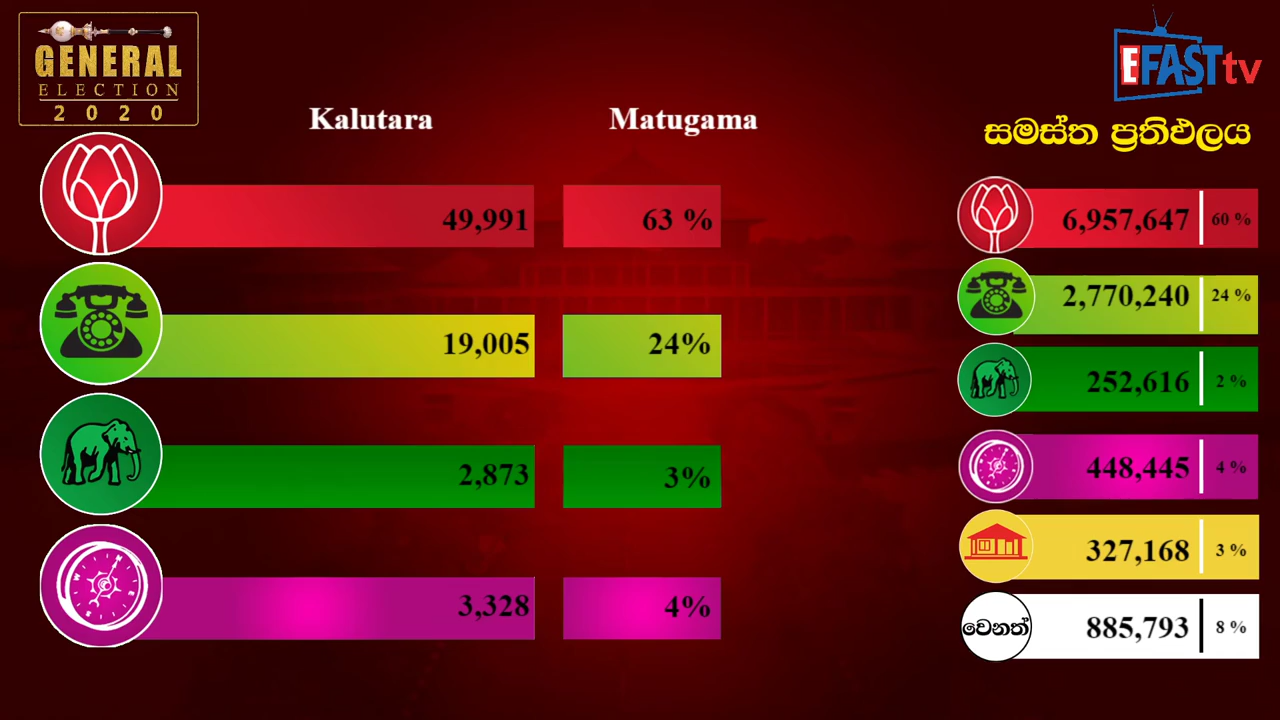 GENERAL
ELECTION
2020
EFAST tv
Kalutara Matugama
සමස්ත ප්‍රතිඵලය
49,991 63 %
19,005 24%
2,873 3%
3,328 4%
6,957,647 60 %
2,770,240 24 %
252,616 2 %
448,445 4 %
327,168 3 %
වෙනත් 885,793 8 %